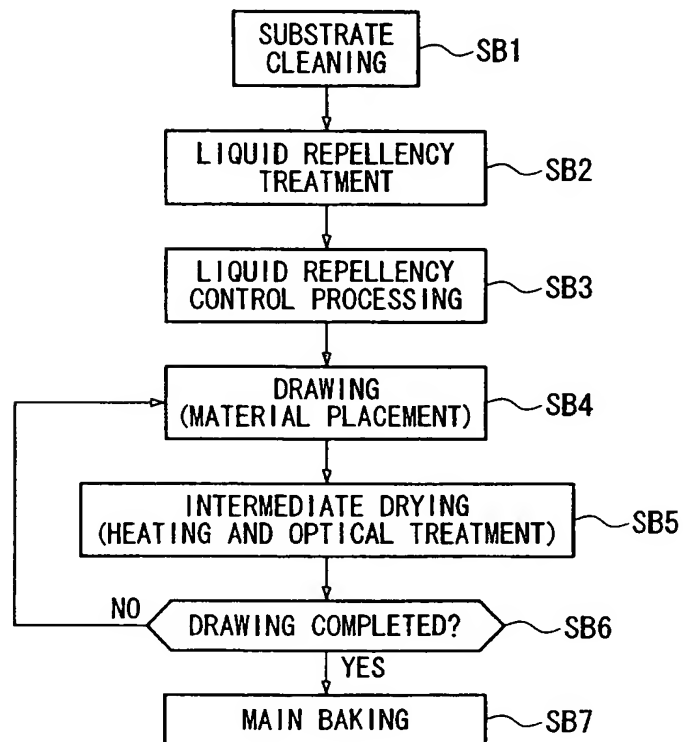 SUBSTRATE
CLEANING
SB1
LIQUID REPELLENCY
TREATMENT
SB2
LIQUID REPELLENCY
CONTROL PROCESSING
SB3
DRAWING
(MATERIAL PLACEMENT)
SB4
INTERMEDIATE DRYING
(HEATING AND OPTICAL TREATMENT)
SB5
NO
DRAWING COMPLETED?
SB6
YES
MAIN BAKING
SB7